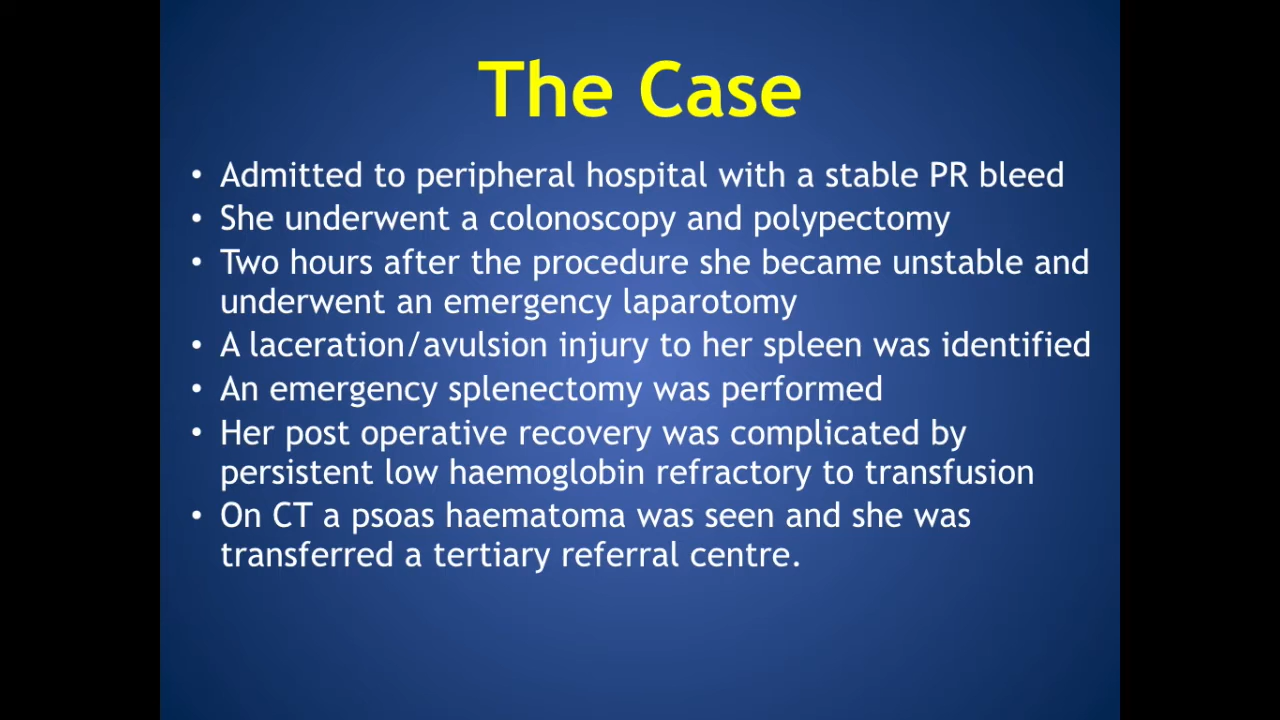 The Case
• Admitted to peripheral hospital with a stable PR bleed
• She underwent a colonoscopy and polypectomy
• Two hours after the procedure she became unstable and
underwent an emergency laparotomy
• A laceration/avulsion injury to her spleen was identified
• An emergency splenectomy was performed
• Her post operative recovery was complicated by
persistent low haemoglobin refractory to transfusion
• On CT a psoas haematoma was seen and she was
transferred a tertiary referral centre.